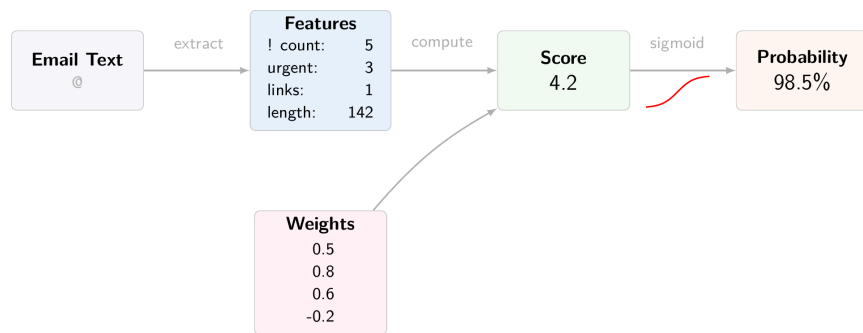 Email Text
@
extract
Features
! count: 5
urgent: 3
links: 1
length: 142
compute
Score
4.2
sigmoid
Probability
98.5%
Weights
0.5
0.8
0.6
-0.2